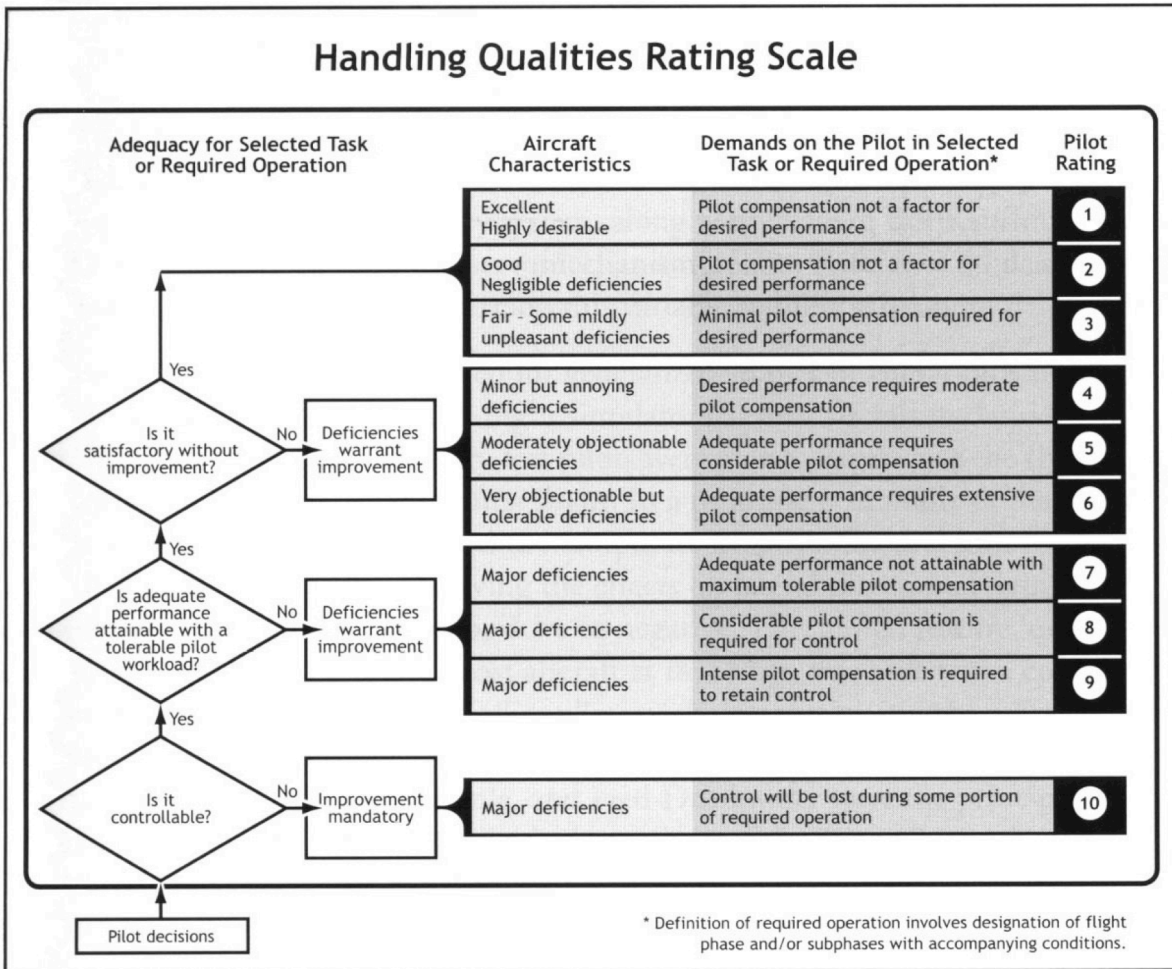 Handling Qualities Rating Scale
Adequacy for Selected Task
or Required Operation
Aircraft
Characteristics
Demands on the Pilot in Selected
Task or Required Operation*
Pilot
Rating
Excellent
Highly desirable
Pilot compensation not a factor for
desired performance
1
Good
Negligible deficiencies
Pilot compensation not a factor for
desired performance
2
Fair - Some mildly
unpleasant deficiencies
Minimal pilot compensation required for
desired performance
3
Yes
Is it
satisfactory without
improvement?
No
Deficiencies
warrant
improvement
Minor but annoying
deficiencies
Desired performance requires moderate
pilot compensation
4
Moderately objectionable
deficiencies
Adequate performance requires
considerable pilot compensation
5
Very objectionable but
tolerable deficiencies
Adequate performance requires extensive
pilot compensation
6
Yes
Is adequate
performance
attainable with a
tolerable pilot
workload?
No
Deficiencies
warrant
improvement
Major deficiencies
Adequate performance not attainable with
maximum tolerable pilot compensation
7
Major deficiencies
Considerable pilot compensation is
required for control
8
Major deficiencies
Intense pilot compensation is required
to retain control
9
Yes
Is it
controllable?
No
Improvement
mandatory
Major deficiencies
Control will be lost during some portion
of required operation
10
Pilot decisions
* Definition of required operation involves designation of flight
phase and/or subphases with accompanying conditions.